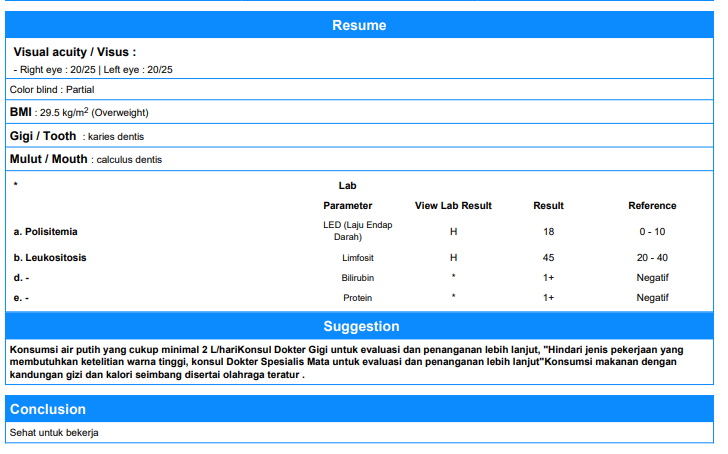 Resume
Visual acuity / Visus :
- Right eye : 20/25 | Left eye : 20/25
Color blind : Partial
BMI : 29.5 kg/m2 (Overweight)
Gigi / Tooth : karies dentis
Mulut / Mouth : calculus dentis
* Lab
Parameter View Lab Result Result Reference
a. Polisitemia LED (Laju Endap Darah) H 18 0 - 10
b. Leukositosis Limfosit H 45 20 - 40
d. - Bilirubin * 1+ Negatif
e. - Protein * 1+ Negatif
Suggestion
Konsumsi air putih yang cukup minimal 2 L/hariKonsul Dokter Gigi untuk evaluasi dan penanganan lebih lanjut, "Hindari jenis pekerjaan yang
membutuhkan ketelitian warna tinggi, konsul Dokter Spesialis Mata untuk evaluasi dan penanganan lebih lanjut"Konsumsi makanan dengan
kandungan gizi dan kalori seimbang disertai olahraga teratur .
Conclusion
Sehat untuk bekerja